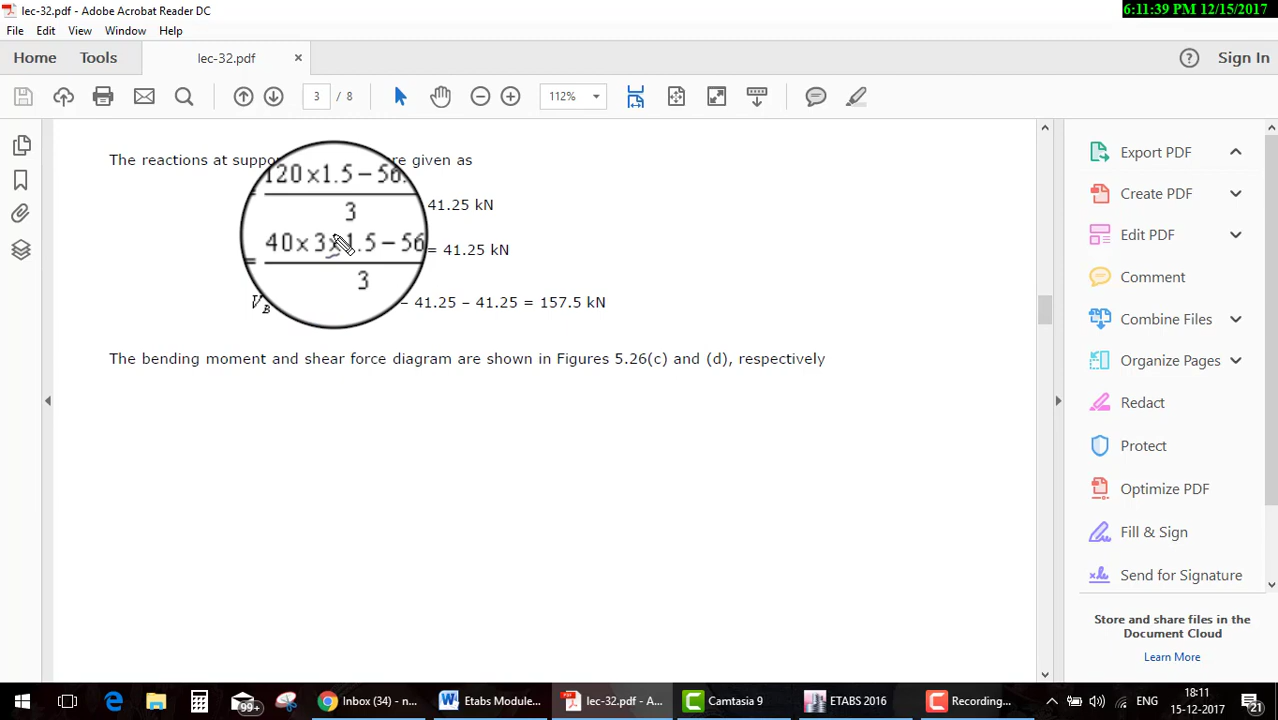 lec-32.pdf - Adobe Acrobat Reader DC
6:11:39 PM 12/15/2017
File Edit View Window Help
Home Tools lec-32.pdf × ? Sign In
3 / 8 112%
The reactions at are given as
120 x 1.5 – 56.
= 41.25 kN
3
40 x 3 x 1.5 – 56
= = 41.25 kN
3
V_B – 41.25 – 41.25 = 157.5 kN
The bending moment and shear force diagram are shown in Figures 5.26(c) and (d), respectively
Export PDF
Create PDF
Edit PDF
Comment
Combine Files
Organize Pages
Redact
Protect
Optimize PDF
Fill & Sign
Send for Signature
Store and share files in the
Document Cloud
Learn More
99+ Inbox (34) - n... Etabs Module... lec-32.pdf - A... Camtasia 9 ETABS 2016 Recording... ENG 18:11
15-12-2017 21